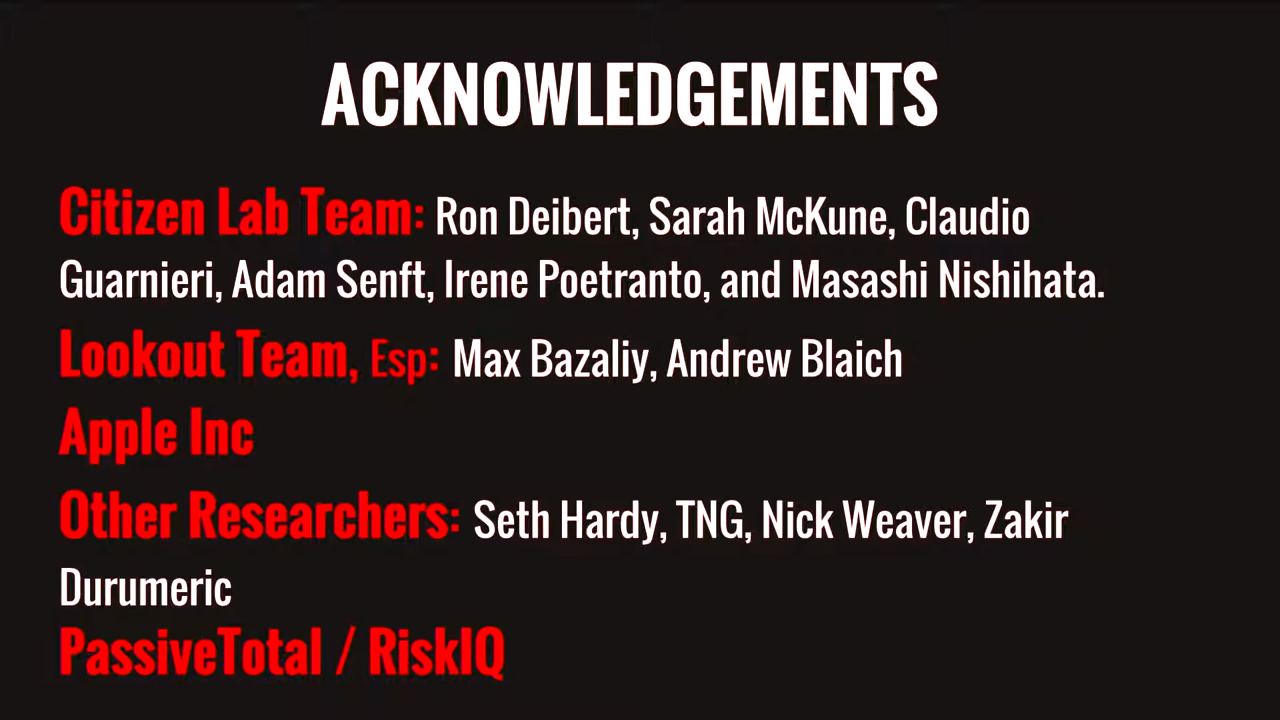 ACKNOWLEDGEMENTS
Citizen Lab Team: Ron Deibert, Sarah McKune, Claudio
Guarnieri, Adam Senft, Irene Poetranto, and Masashi Nishihata.
Lookout Team, Esp: Max Bazaliy, Andrew Blaich
Apple Inc
Other Researchers: Seth Hardy, TNG, Nick Weaver, Zakir
Durumeric
PassiveTotal / RiskIQ